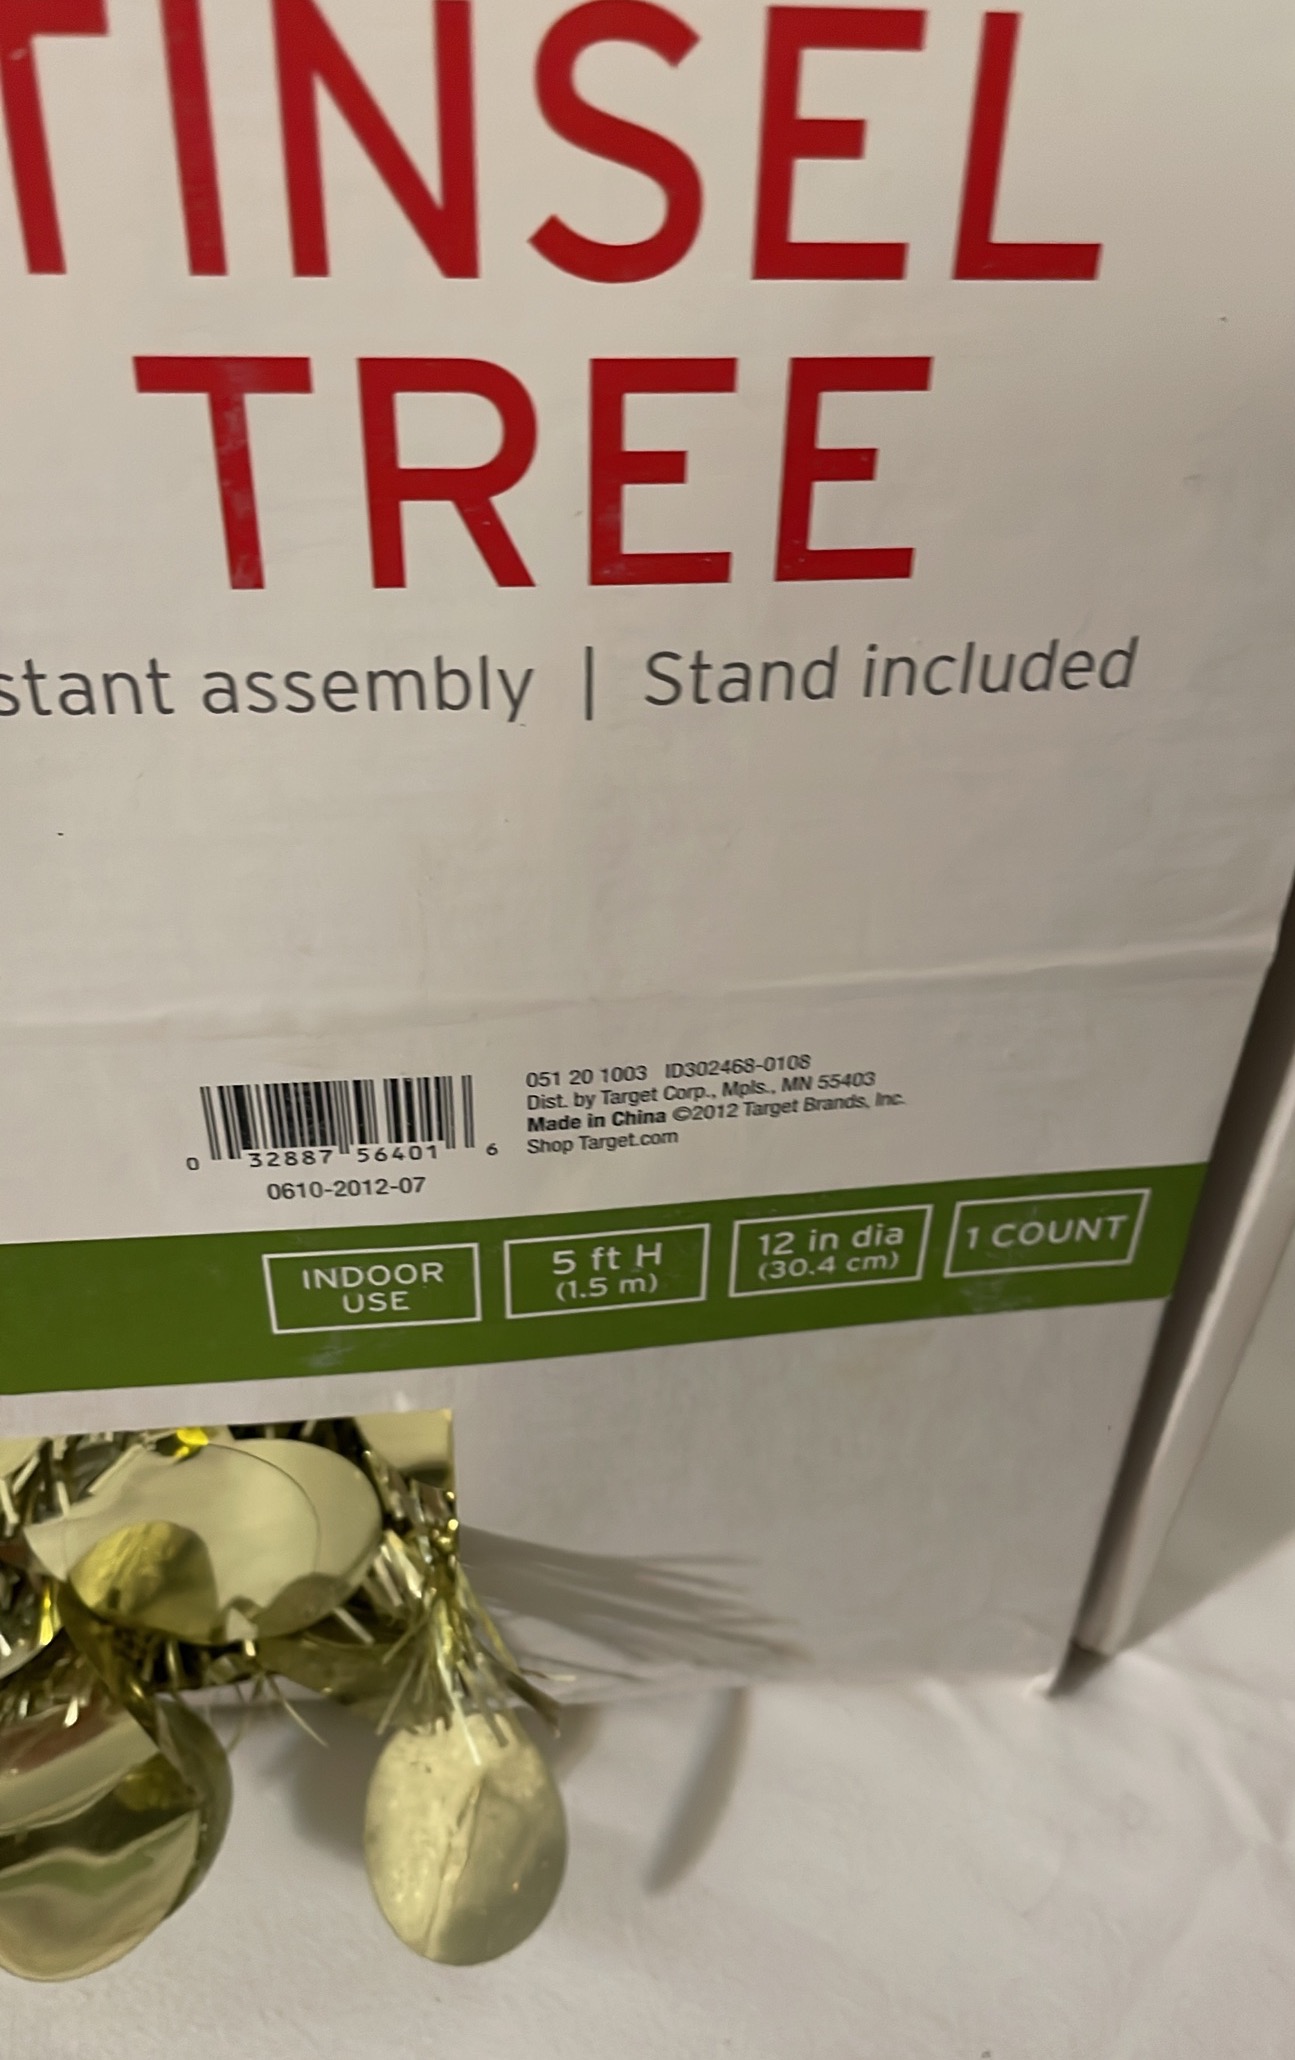 TINSEL
TREE
stant assembly | Stand included
051 20 1003 ID302468-0108
Dist. by Target Corp., Mpls., MN 55403
Made in China ©2012 Target Brands, Inc.
Shop Target.com
0 32887 56401 6
0610-2012-07
INDOOR
USE
5 ft H
(1.5 m)
12 in dia
(30.4 cm)
1 COUNT